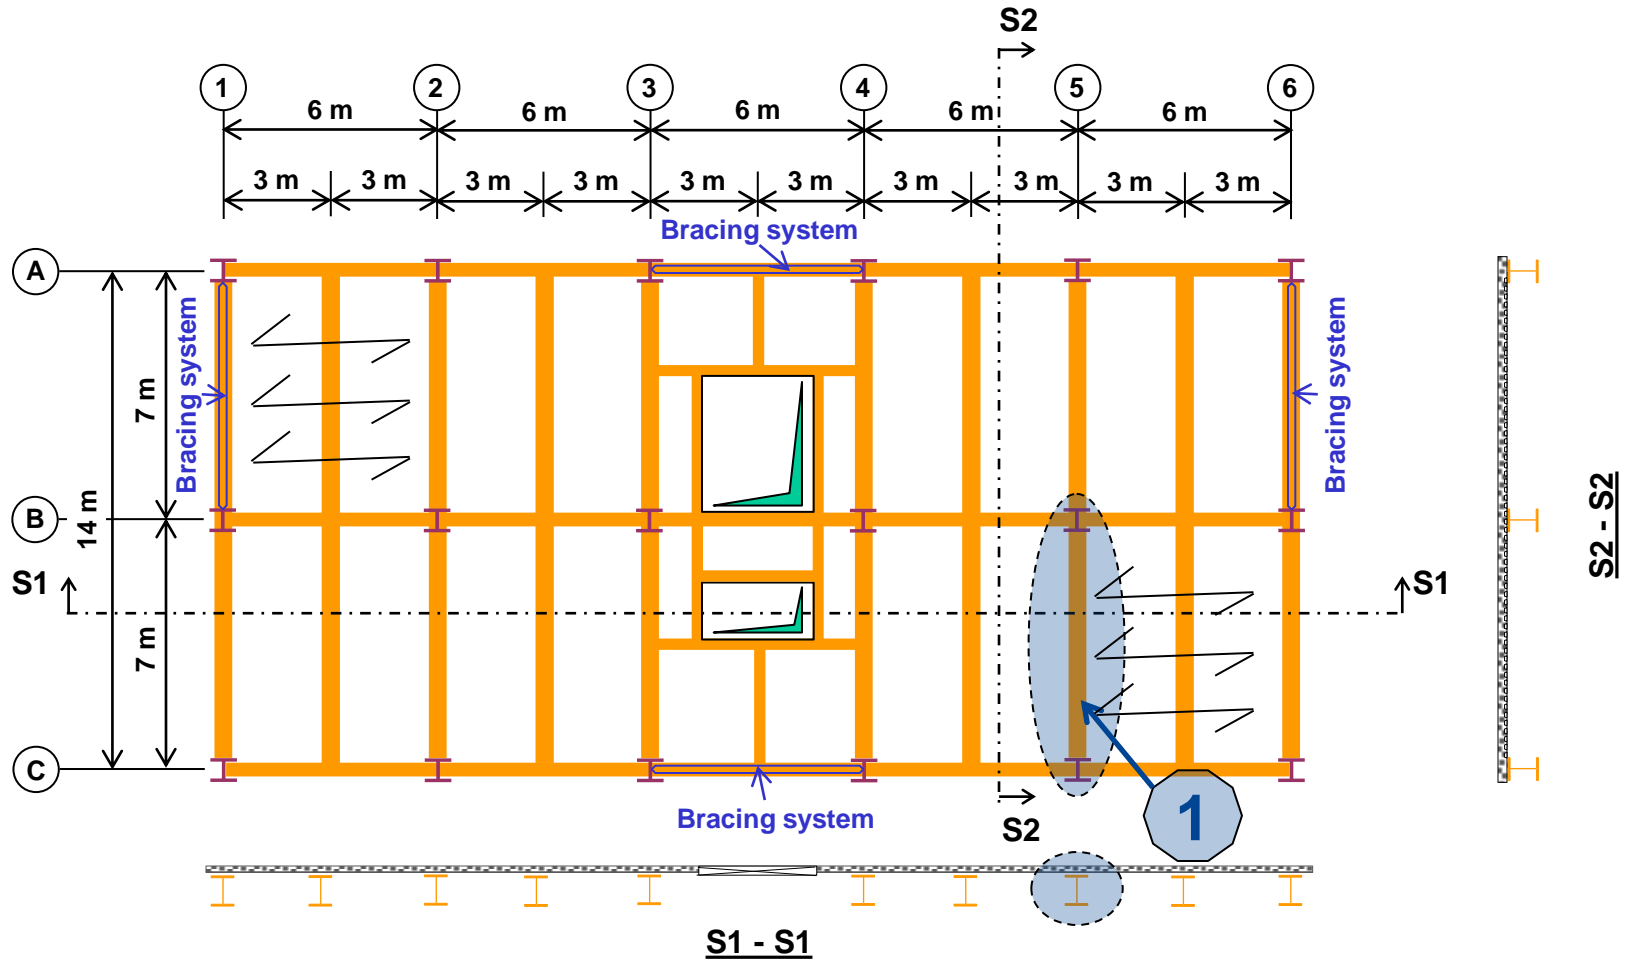 S2
1 2 3 4 5 6
6 m 6 m 6 m 6 m 6 m
3 m 3 m 3 m 3 m 3 m 3 m 3 m 3 m 3 m 3 m
Bracing system
A
Bracing system
Bracing system
7 m
14 m
B
S2 - S2
S1
S1
7 m
C
1
Bracing system
S2
S1 - S1